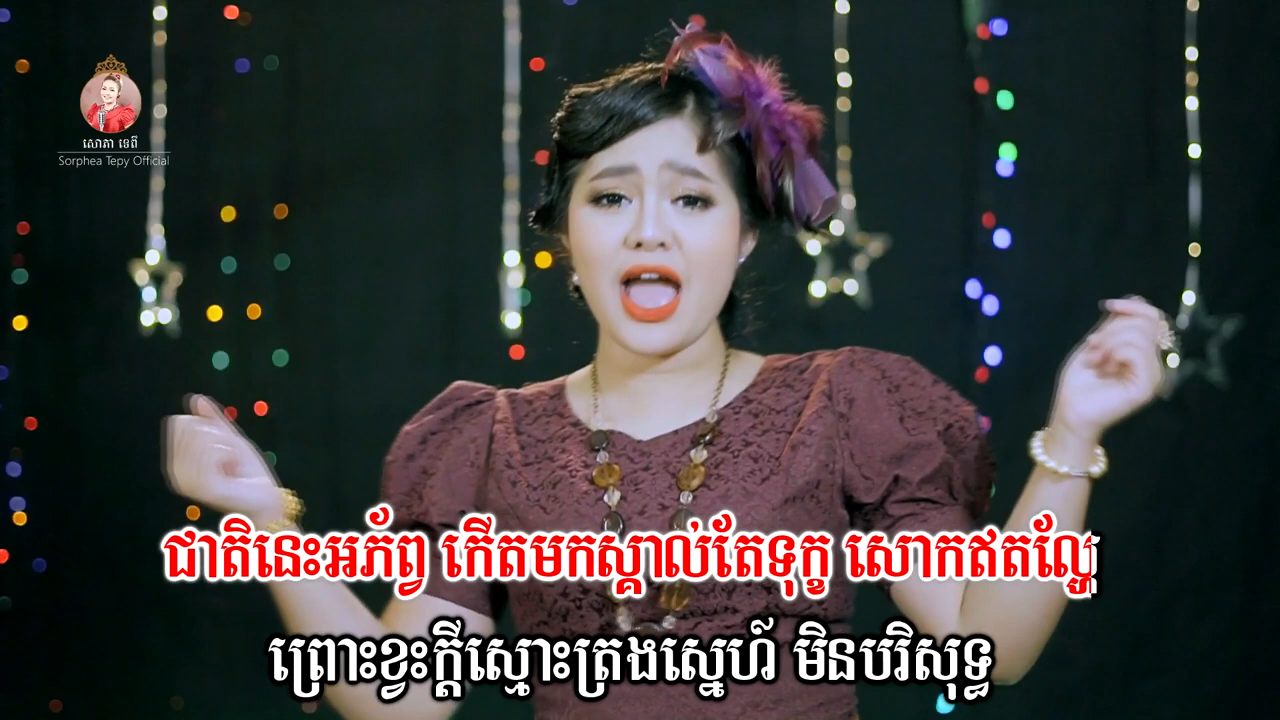 សោភា ទេពី
Sorphea Tepy Official
ជាតិនេះអភ័ព្វ កើតមកស្គាល់តែទុក្ខ សោកឥតល្ហែ
ព្រោះខ្វះក្ដីស្មោះត្រង់ស្នេហ៍ មិនបរិសុទ្ធ